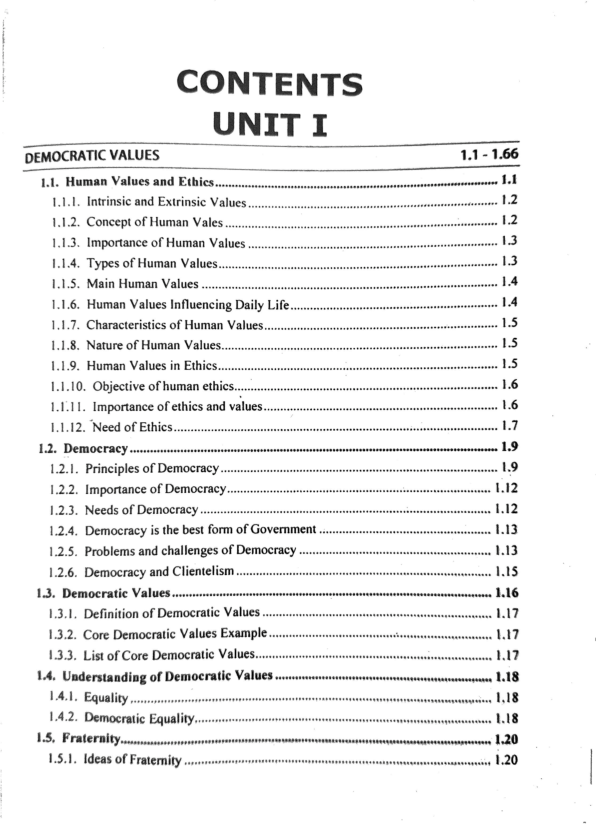 CONTENTS
UNIT I
DEMOCRATIC VALUES 1.1 - 1.66
1.1. Human Values and Ethics 1.1
1.1.1. Intrinsic and Extrinsic Values 1.2
1.1.2. Concept of Human Vales 1.2
1.1.3. Importance of Human Values 1.3
1.1.4. Types of Human Values 1.3
1.1.5. Main Human Values 1.4
1.1.6. Human Values Influencing Daily Life 1.4
1.1.7. Characteristics of Human Values 1.5
1.1.8. Nature of Human Values 1.5
1.1.9. Human Values in Ethics 1.5
1.1.10. Objective of human ethics 1.6
1.1.11. Importance of ethics and values 1.6
1.1.12. Need of Ethics 1.7
1.2. Democracy 1.9
1.2.1. Principles of Democracy 1.9
1.2.2. Importance of Democracy 1.12
1.2.3. Needs of Democracy 1.12
1.2.4. Democracy is the best form of Government 1.13
1.2.5. Problems and challenges of Democracy 1.13
1.2.6. Democracy and Clientelism 1.15
1.3. Democratic Values 1.16
1.3.1. Definition of Democratic Values 1.17
1.3.2. Core Democratic Values Example 1.17
1.3.3. List of Core Democratic Values 1.17
1.4. Understanding of Democratic Values 1.18
1.4.1. Equality 1.18
1.4.2. Democratic Equality 1.18
1.5. Fraternity 1.20
1.5.1. Ideas of Fraternity 1.20